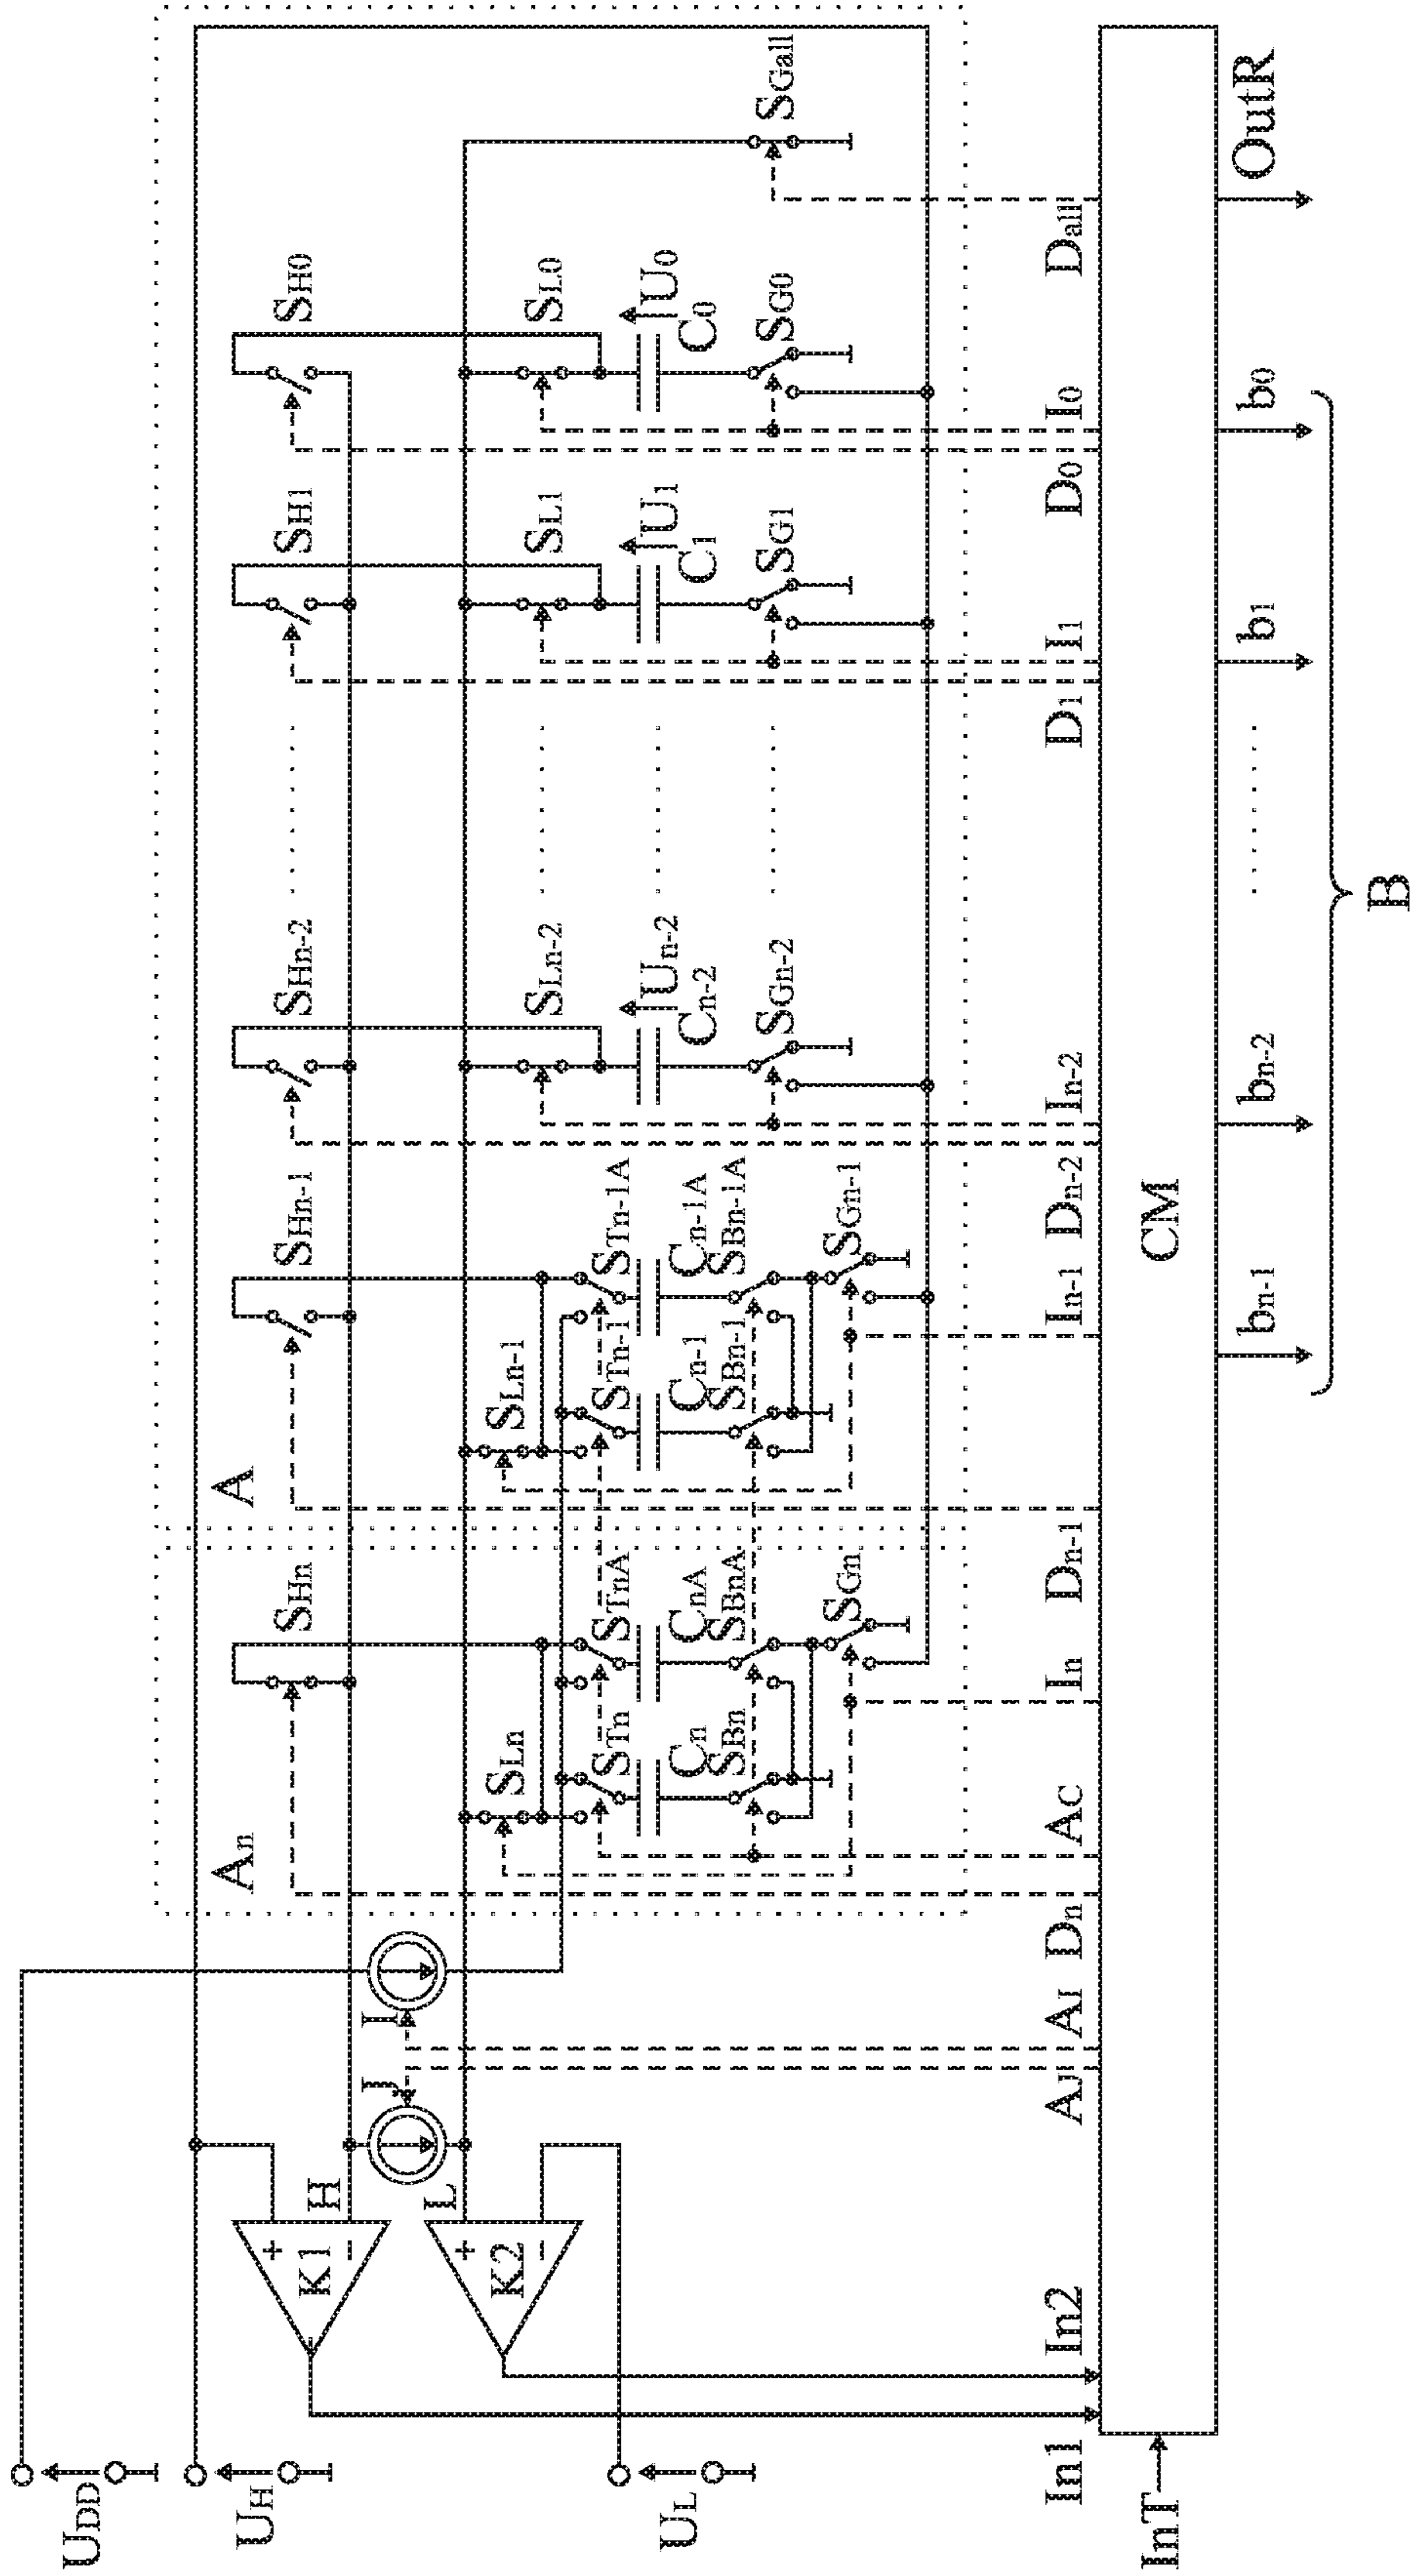 UDD
UH
UL
InT
In1
In2
K1
+
−
H
K2
+
−
L
J
I
AJ
AI
Dn
AC
In
Dn-1
In-1
Dn-2
In-2
D1
I1
D0
I0
Dall
An
SHn
SLn
STn
STnA
Cn
CnA
SBn
SBnA
SGn
A
SHn-1
SLn-1
STn-1
STn-1A
Cn-1
Cn-1A
SBn-1
SBn-1A
SGn-1
SHn-2
SLn-2
Un-2
Cn-2
SGn-2
SH1
SL1
U1
C1
SG1
SH0
SL0
U0
C0
SG0
SGall
CM
bn-1
bn-2
b1
b0
OutR
B